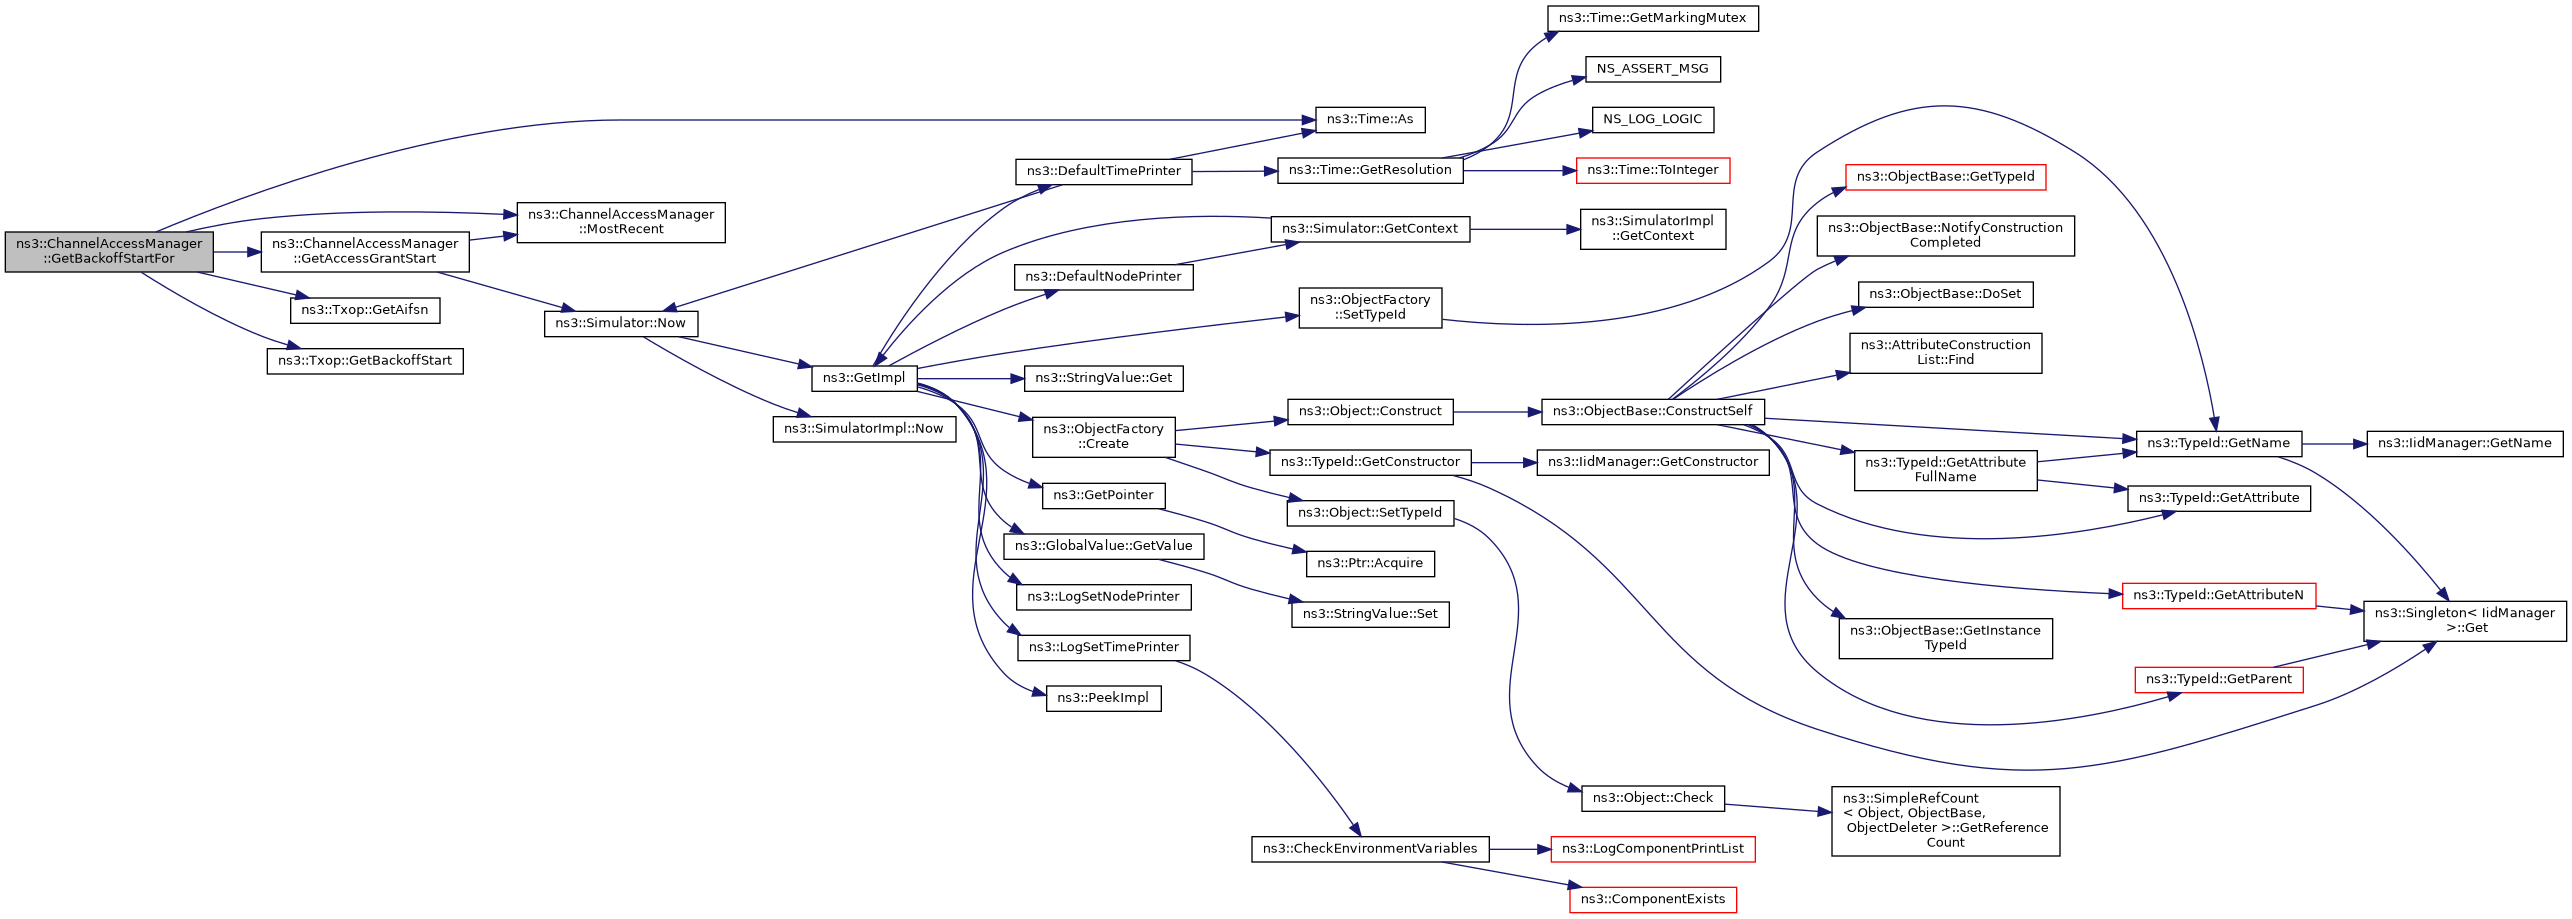 ns3::ChannelAccessManager
::GetBackoffStartFor
ns3::ChannelAccessManager
::GetAccessGrantStart
ns3::Txop::GetAifsn
ns3::Txop::GetBackoffStart
ns3::ChannelAccessManager
::MostRecent
ns3::Simulator::Now
ns3::GetImpl
ns3::SimulatorImpl::Now
ns3::DefaultTimePrinter
ns3::DefaultNodePrinter
ns3::StringValue::Get
ns3::ObjectFactory
::Create
ns3::GetPointer
ns3::GlobalValue::GetValue
ns3::LogSetNodePrinter
ns3::LogSetTimePrinter
ns3::PeekImpl
ns3::Time::As
ns3::Time::GetResolution
ns3::Simulator::GetContext
ns3::ObjectFactory
::SetTypeId
ns3::Object::Construct
ns3::TypeId::GetConstructor
ns3::Object::SetTypeId
ns3::Ptr::Acquire
ns3::StringValue::Set
ns3::CheckEnvironmentVariables
ns3::Time::GetMarkingMutex
NS_ASSERT_MSG
NS_LOG_LOGIC
ns3::Time::ToInteger
ns3::SimulatorImpl
::GetContext
ns3::ObjectBase::ConstructSelf
ns3::IidManager::GetConstructor
ns3::Object::Check
ns3::LogComponentPrintList
ns3::ComponentExists
ns3::ObjectBase::GetTypeId
ns3::ObjectBase::NotifyConstruction
Completed
ns3::ObjectBase::DoSet
ns3::AttributeConstruction
List::Find
ns3::TypeId::GetAttribute
FullName
ns3::ObjectBase::GetInstance
TypeId
ns3::SimpleRefCount
< Object, ObjectBase,
ObjectDeleter >::GetReference
Count
ns3::TypeId::GetName
ns3::TypeId::GetAttribute
ns3::TypeId::GetAttributeN
ns3::TypeId::GetParent
ns3::IidManager::GetName
ns3::Singleton< IidManager
>::Get